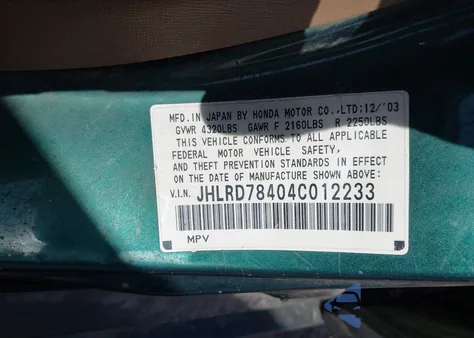 MFD. IN JAPAN BY HONDA MOTOR CO.,LTD;12/'03
GVWR 4320LBS GAWR F 2160LBS R 2250LBS
THIS VEHICLE CONFORMS TO ALL APPLICABLE
FEDERAL MOTOR VEHICLE SAFETY,
AND THEFT PREVENTION STANDARDS IN EFFECT
ON THE DATE OF MANUFACTURE SHOWN ABOVE:
V.I.N. JHLRD78404C012233
MPV